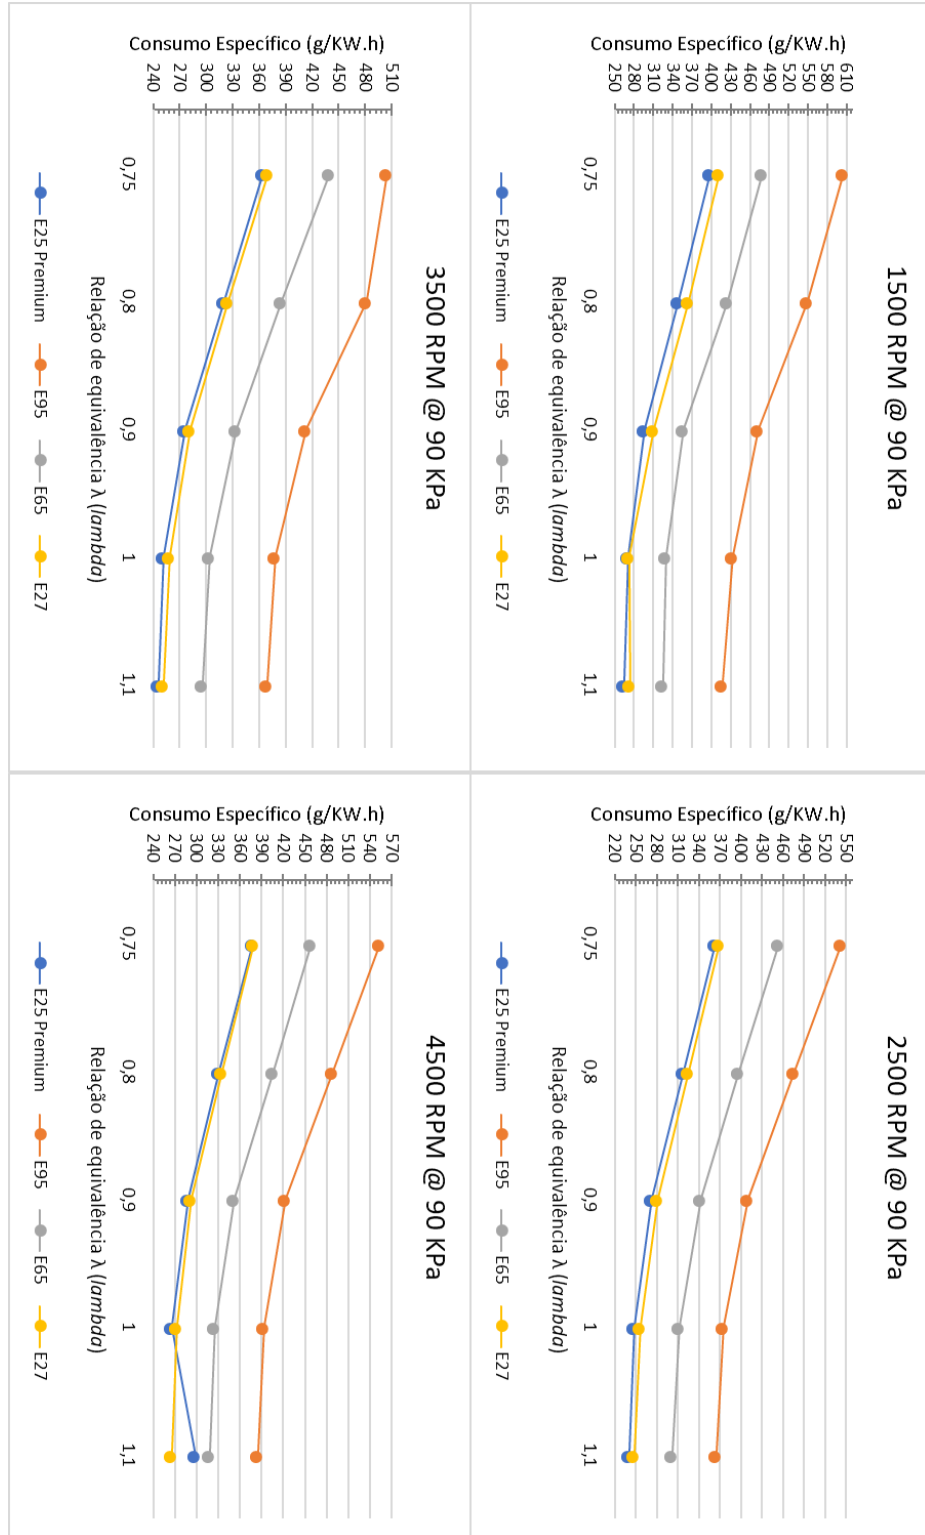 1500 RPM @ 90 KPa
Consumo Específico (g/KW.h)
610
580
550
520
490
460
430
400
370
340
310
280
250
0,75 0,8 0,9 1 1,1
Relação de equivalência λ (lambda)
E25 Premium E95 E65 E27
2500 RPM @ 90 KPa
Consumo Específico (g/KW.h)
550
520
490
460
430
400
370
340
310
280
250
220
0,75 0,8 0,9 1 1,1
Relação de equivalência λ (lambda)
E25 Premium E95 E65 E27
3500 RPM @ 90 KPa
Consumo Específico (g/KW.h)
510
480
450
420
390
360
330
300
270
240
0,75 0,8 0,9 1 1,1
Relação de equivalência λ (lambda)
E25 Premium E95 E65 E27
4500 RPM @ 90 KPa
Consumo Específico (g/KW.h)
570
540
510
480
450
420
390
360
330
300
270
240
0,75 0,8 0,9 1 1,1
Relação de equivalência λ (lambda)
E25 Premium E95 E65 E27